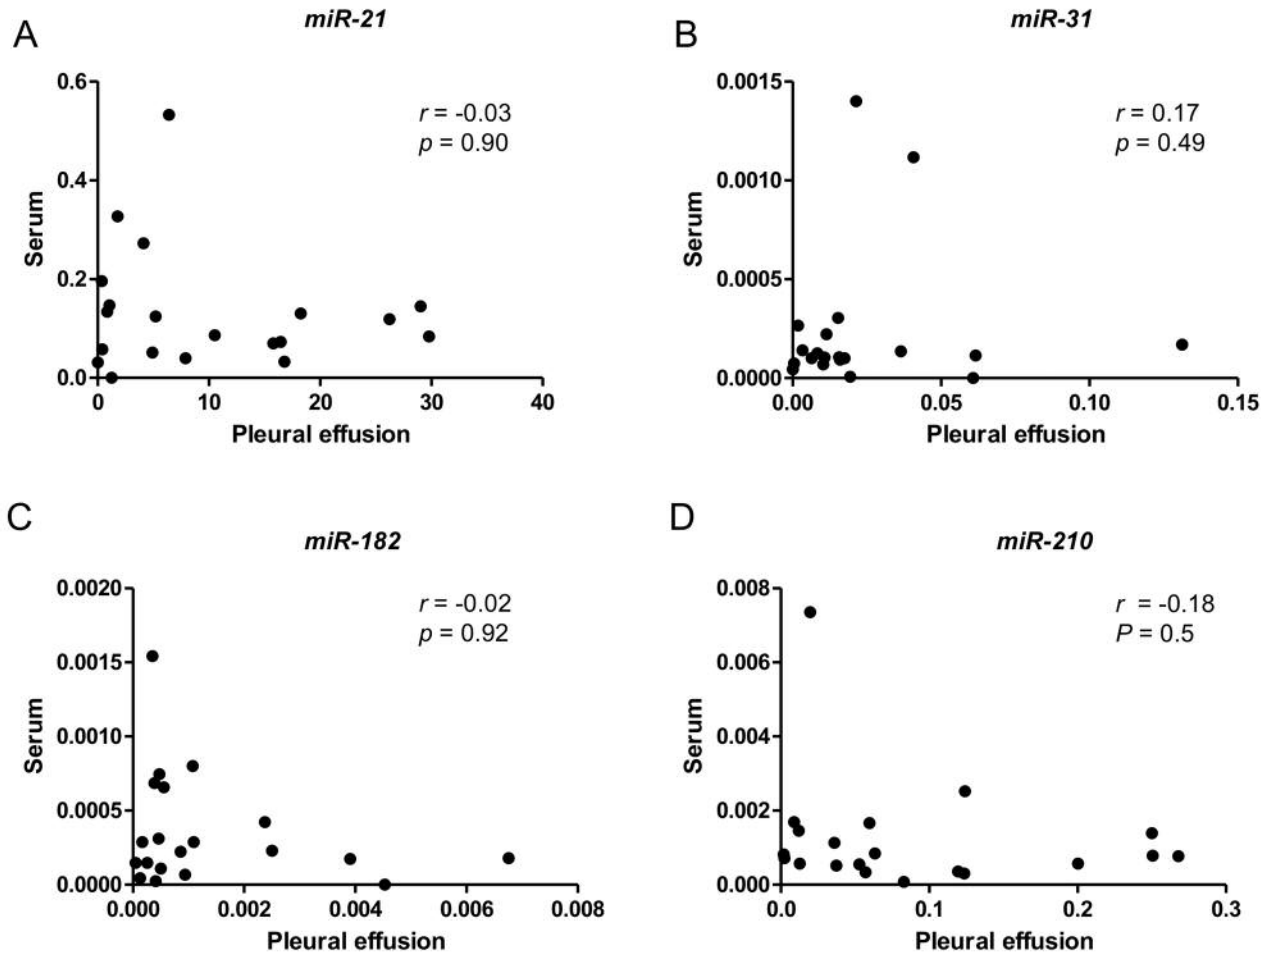 A
miR-21
r = -0.03
p = 0.90
0.6
0.4
0.2
0.0
Serum
0 10 20 30 40
Pleural effusion
B
miR-31
r = 0.17
p = 0.49
0.0015
0.0010
0.0005
0.0000
Serum
0.00 0.05 0.10 0.15
Pleural effusion
C
miR-182
r = -0.02
p = 0.92
0.0020
0.0015
0.0010
0.0005
0.0000
Serum
0.000 0.002 0.004 0.006 0.008
Pleural effusion
D
miR-210
r = -0.18
P = 0.5
0.008
0.006
0.004
0.002
0.000
Serum
0.0 0.1 0.2 0.3
Pleural effusion